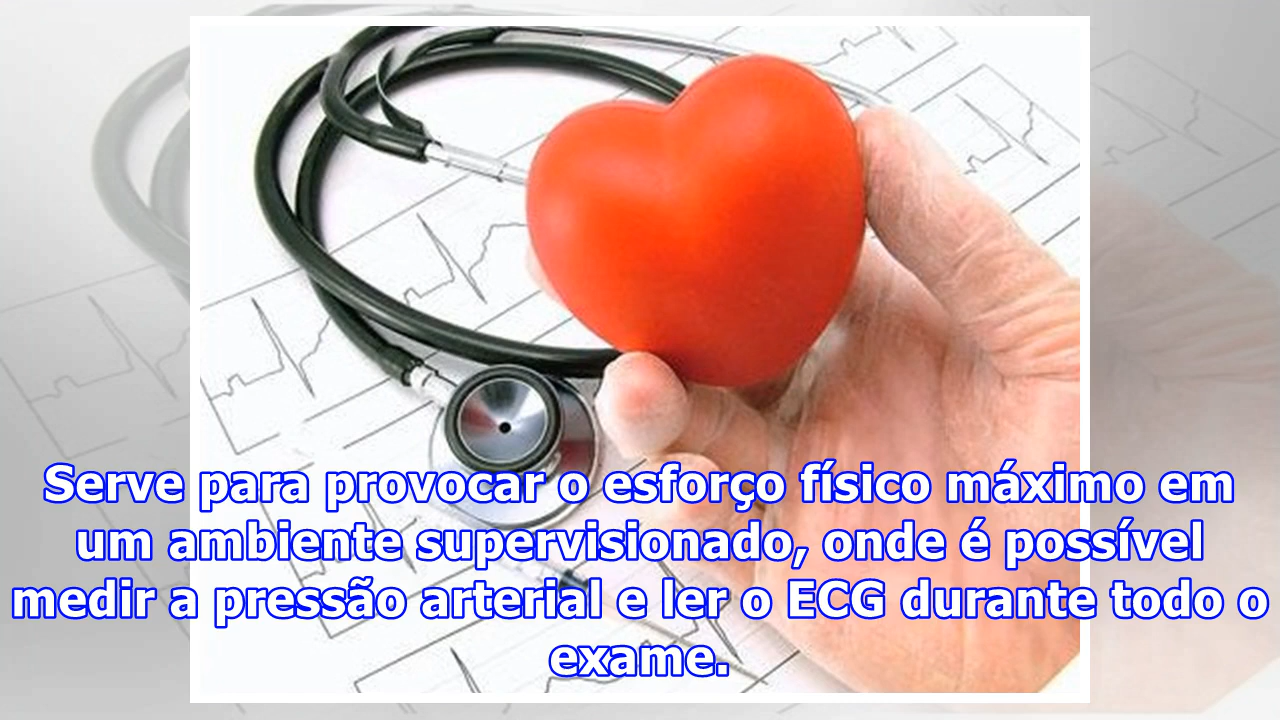 Serve para provocar o esforço físico máximo em
um ambiente supervisionado, onde é possível
medir a pressão arterial e ler o ECG durante todo o
exame.